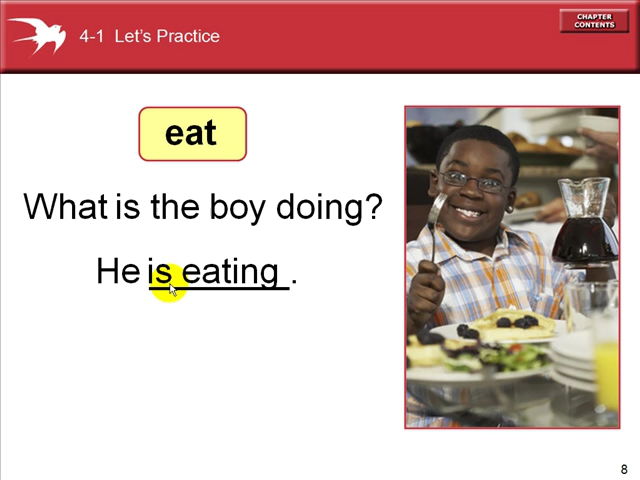 4-1 Let's Practice
CHAPTER
CONTENTS
eat
What is the boy doing?
He is eating.
8